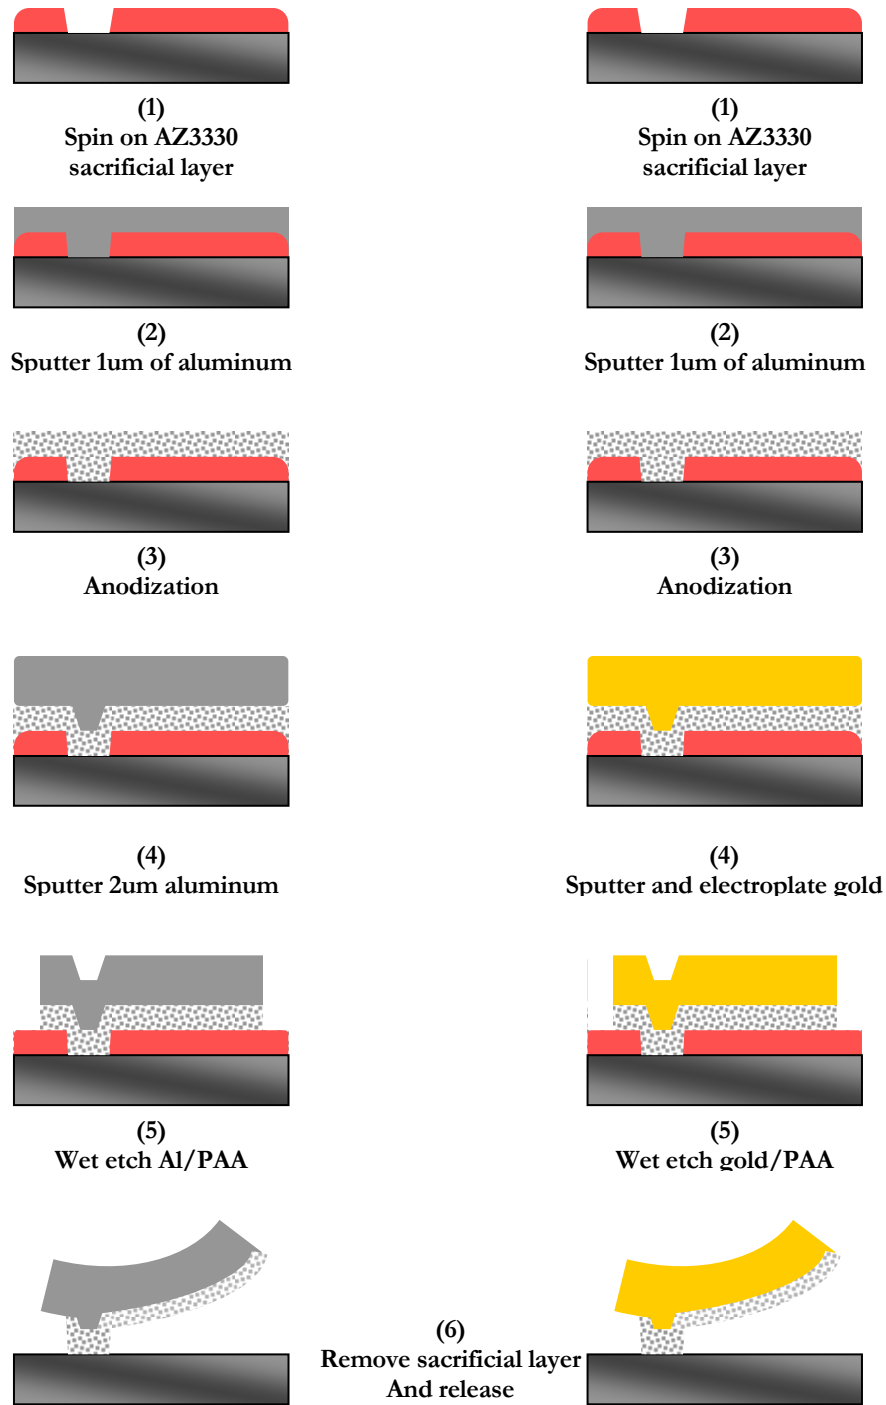 (1)
Spin on AZ3330
sacrificial layer
(1)
Spin on AZ3330
sacrificial layer
(2)
Sputter 1um of aluminum
(2)
Sputter 1um of aluminum
(3)
Anodization
(3)
Anodization
(4)
Sputter 2um aluminum
(4)
Sputter and electroplate gold
(5)
Wet etch Al/PAA
(5)
Wet etch gold/PAA
(6)
Remove sacrificial layer
And release